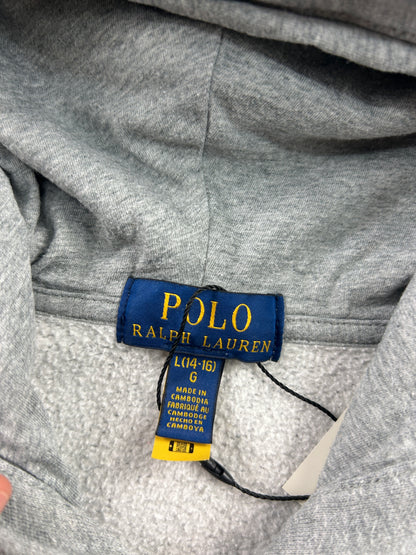 POLO
RALPH LAUREN
L(14-16)
G
MADE IN
CAMBODIA
FABRIQUÉ AU
CAMBODGE
HECHO EN
CAMBOYA